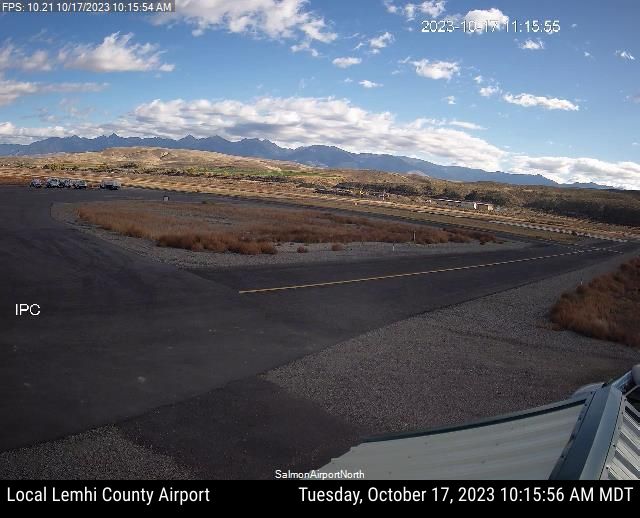 FPS: 10.21 10/17/2023 10:15:54 AM
2023-10-17 11:15:55
IPC
SalmonAirportNorth
Local Lemhi County Airport
Tuesday, October 17, 2023 10:15:56 AM MDT